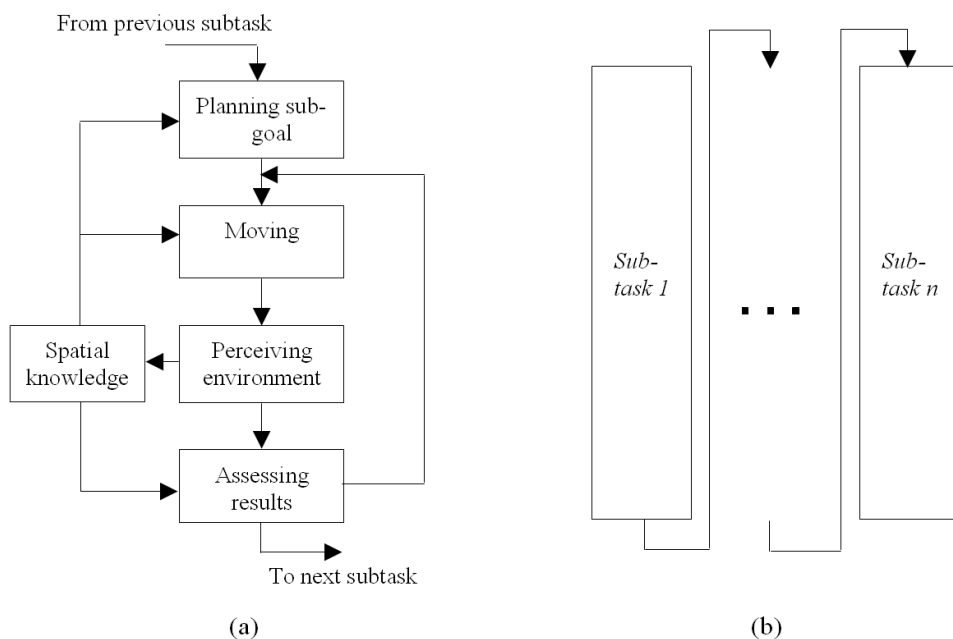 From previous subtask
Planning sub-
goal
Moving
Spatial
knowledge
Perceiving
environment
Assessing
results
To next subtask
(a)
Sub-
task 1
. . .
Sub-
task n
(b)